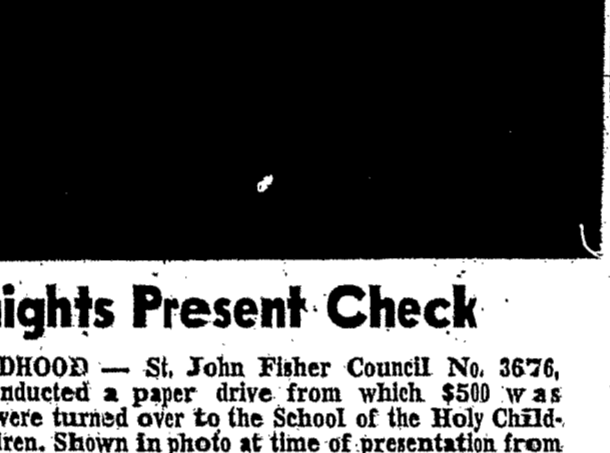 ights Present Check
DHOOD — St. John Fisher Council No. 3676,
nducted a paper drive from which $500 was
were turned over to the School of the Holy Child-
ren. Shown in photo at time of presentation from